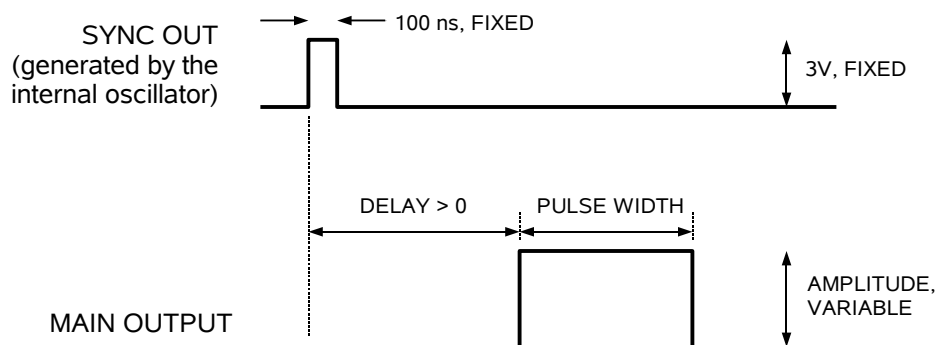 100 ns, FIXED
SYNC OUT
(generated by the
internal oscillator)
3V, FIXED
DELAY > 0
PULSE WIDTH
AMPLITUDE,
VARIABLE
MAIN OUTPUT